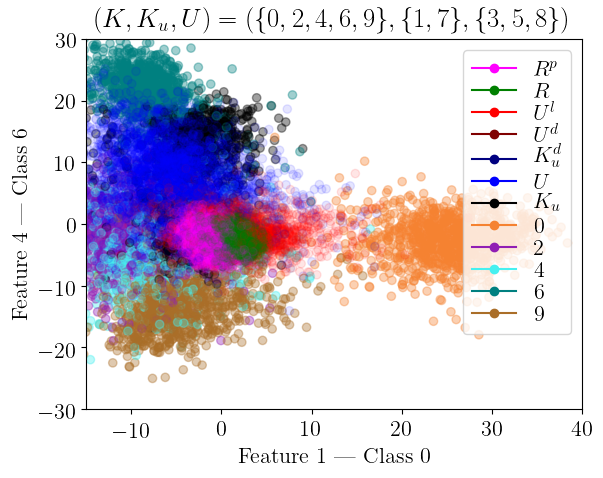 (K, K_u, U) = ({0, 2, 4, 6, 9}, {1, 7}, {3, 5, 8})
30
20
10
0
−10
−20
−30
Feature 4 — Class 6
−10
0
10
20
30
40
Feature 1 — Class 0
R^p
R
U^l
U^d
K_u^d
U
K_u
0
2
4
6
9